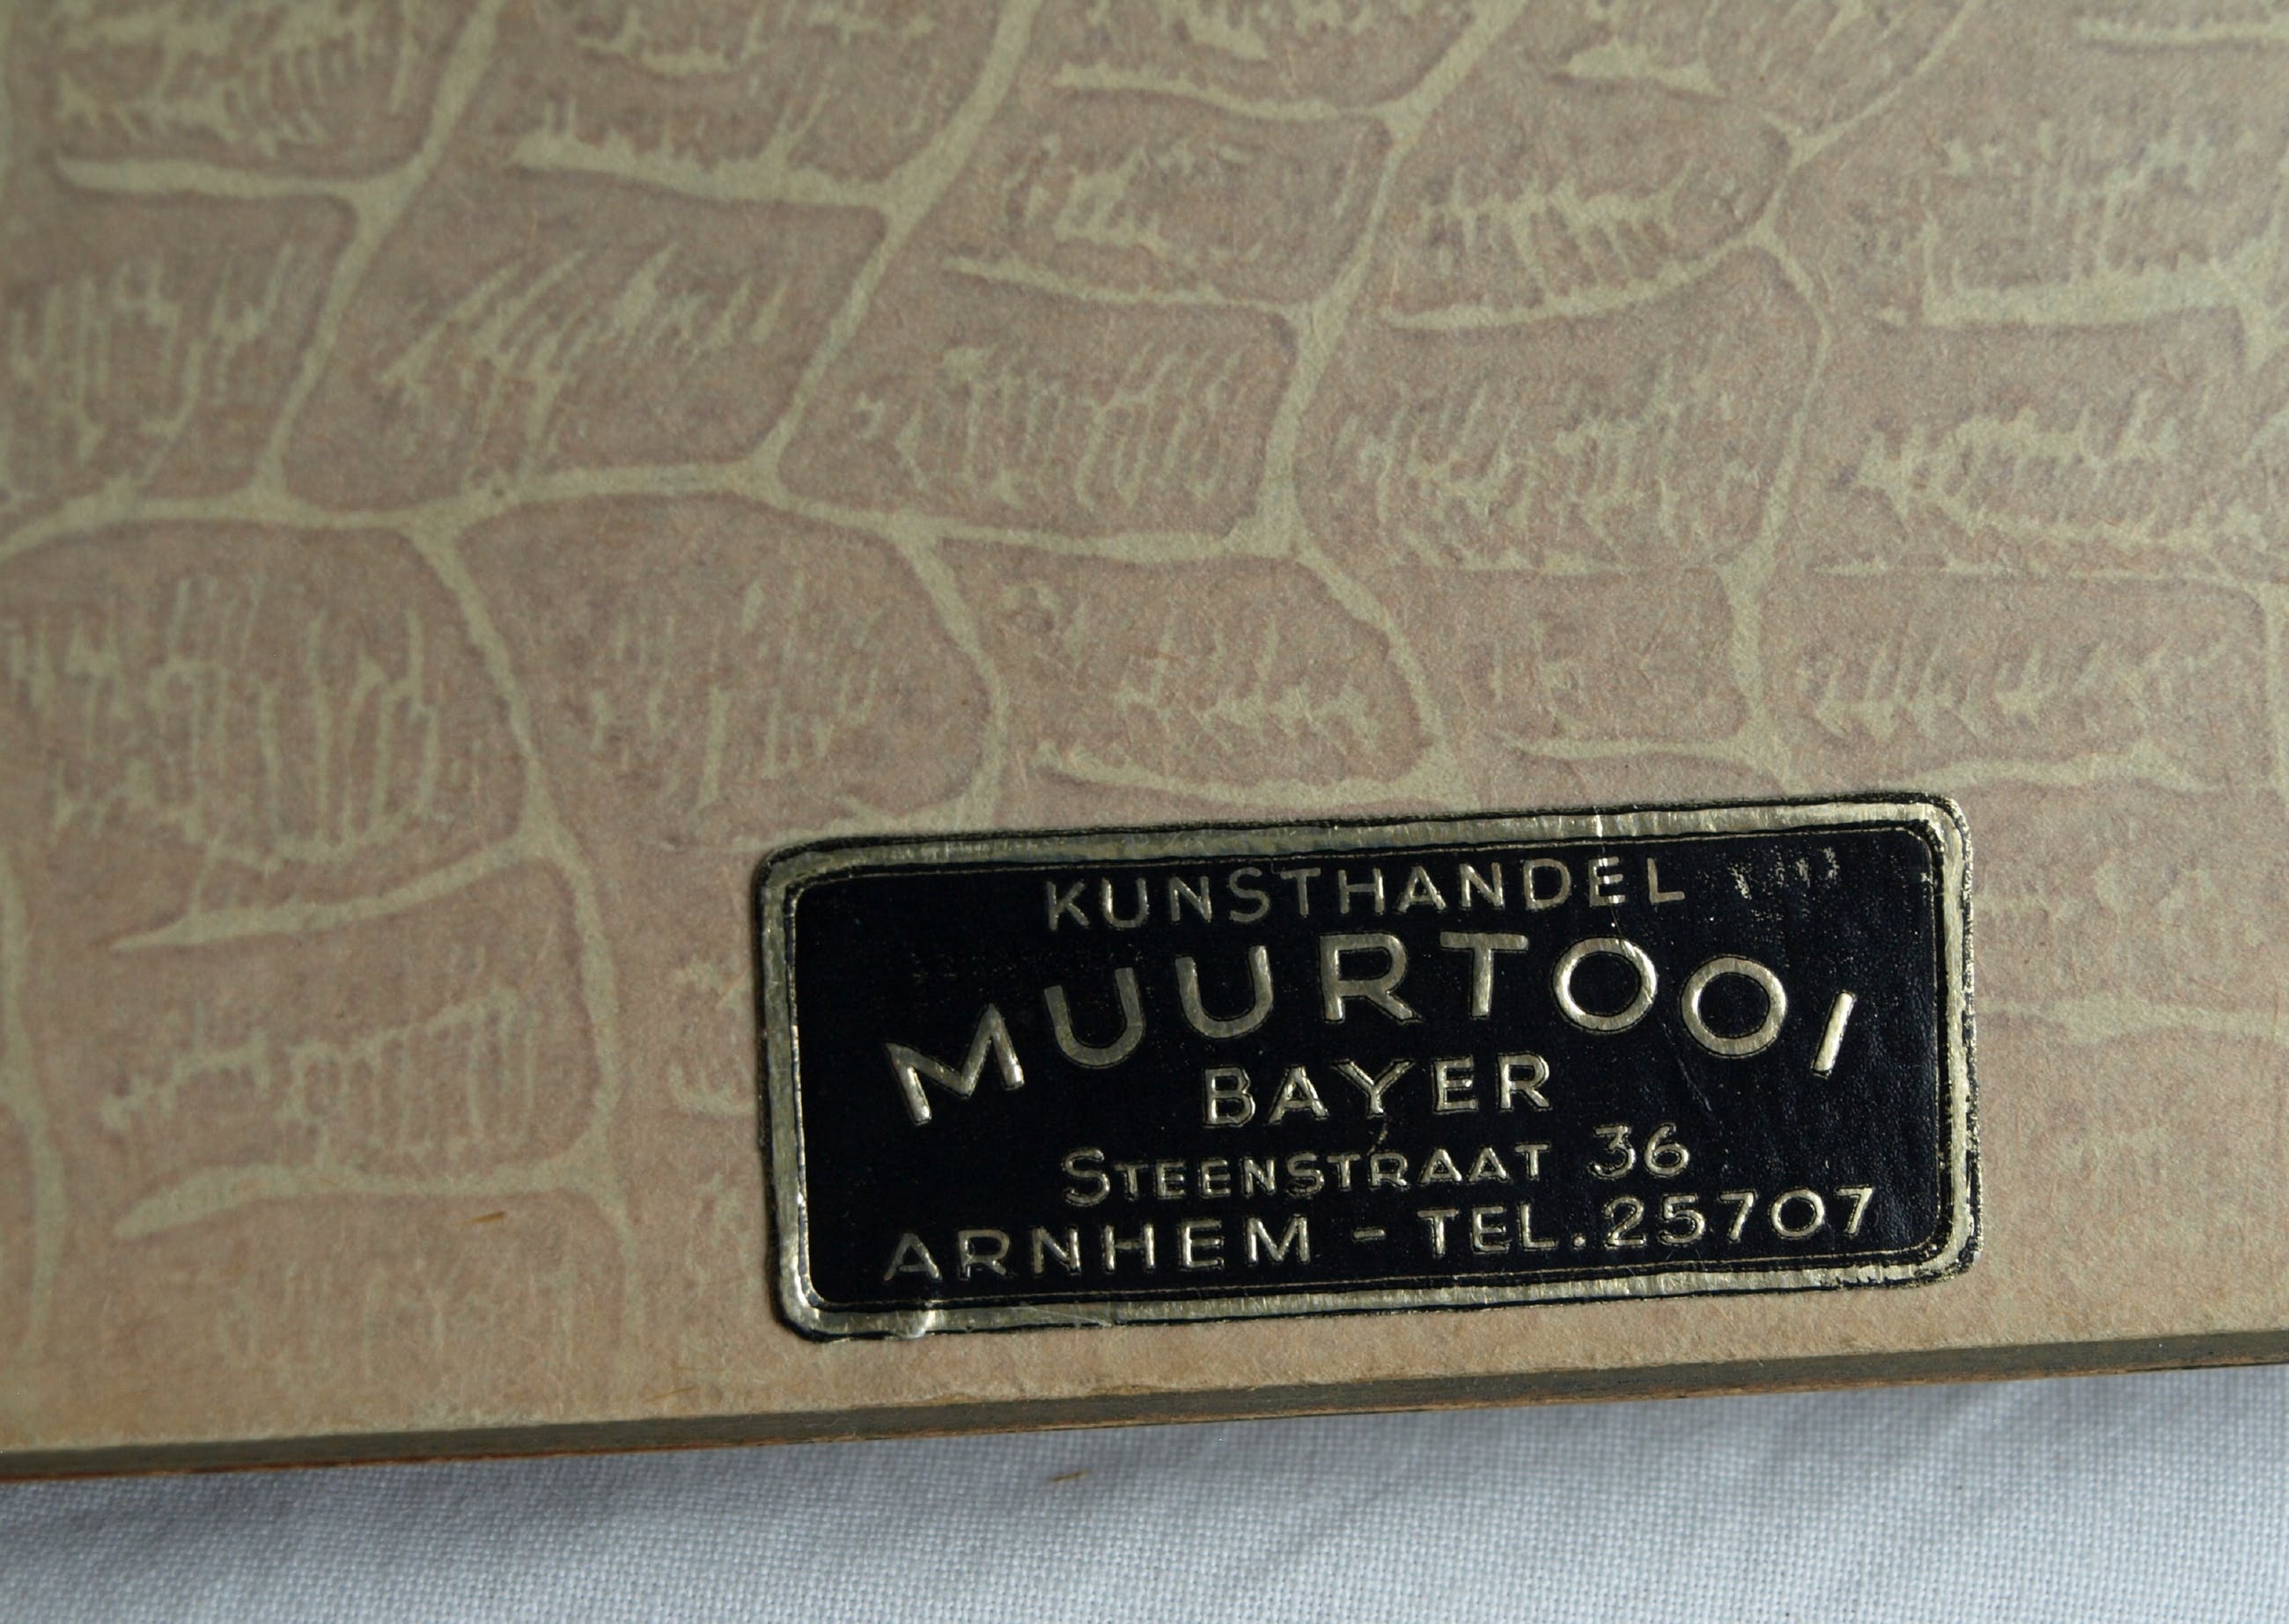 KUNSTHANDEL
MUURTOOI
BAYER
STEENSTRAAT 36
ARNHEM - TEL. 25707